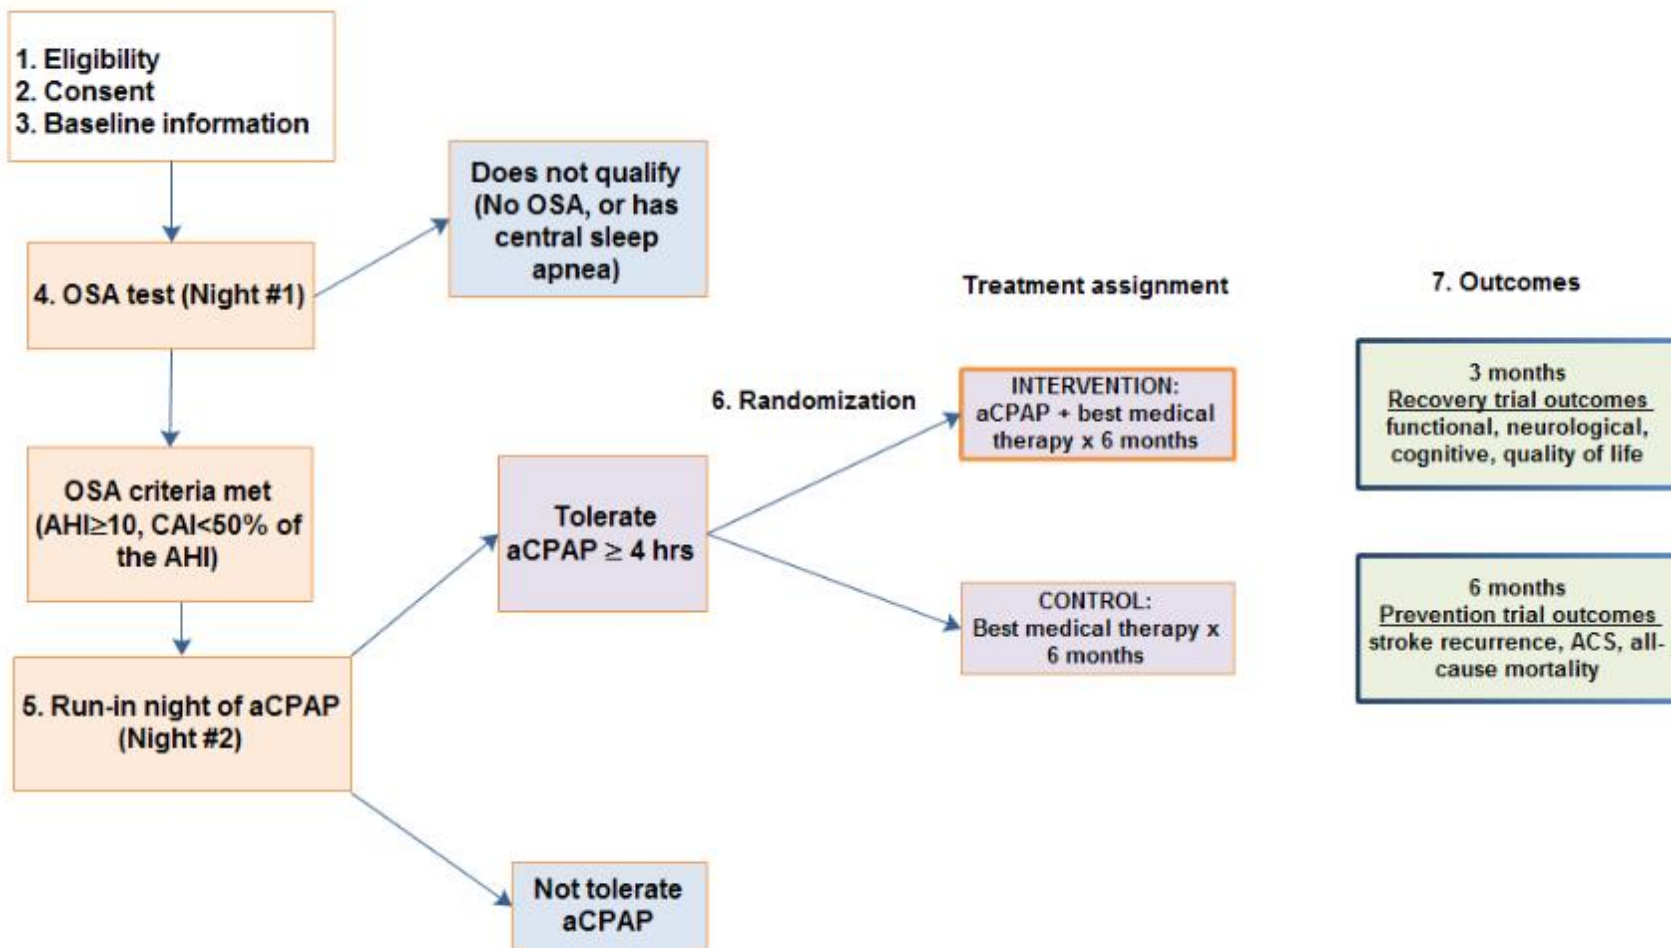 1. Eligibility
2. Consent
3. Baseline information
Does not qualify
(No OSA, or has
central sleep
apnea)
4. OSA test (Night #1)
OSA criteria met
(AHI≥10, CAI<50% of
the AHI)
5. Run-in night of aCPAP
(Night #2)
Tolerate
aCPAP ≥ 4 hrs
Not tolerate
aCPAP
6. Randomization
Treatment assignment
INTERVENTION:
aCPAP + best medical
therapy x 6 months
CONTROL:
Best medical therapy x
6 months
7. Outcomes
3 months
Recovery trial outcomes
functional, neurological,
cognitive, quality of life
6 months
Prevention trial outcomes
stroke recurrence, ACS, all-
cause mortality